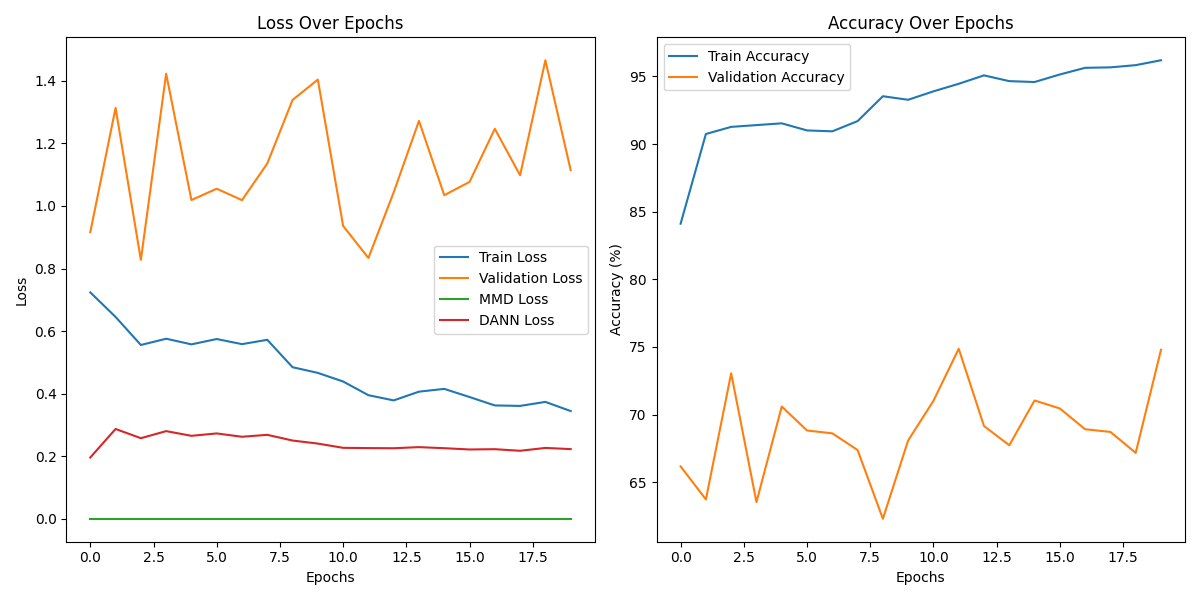 Loss Over Epochs
1.4
1.2
1.0
0.8
0.6
0.4
0.2
0.0
Loss
Train Loss
Validation Loss
MMD Loss
DANN Loss
0.0 2.5 5.0 7.5 10.0 12.5 15.0 17.5
Epochs
Accuracy Over Epochs
Train Accuracy
Validation Accuracy
95
90
85
80
75
70
65
Accuracy (%)
0.0 2.5 5.0 7.5 10.0 12.5 15.0 17.5
Epochs